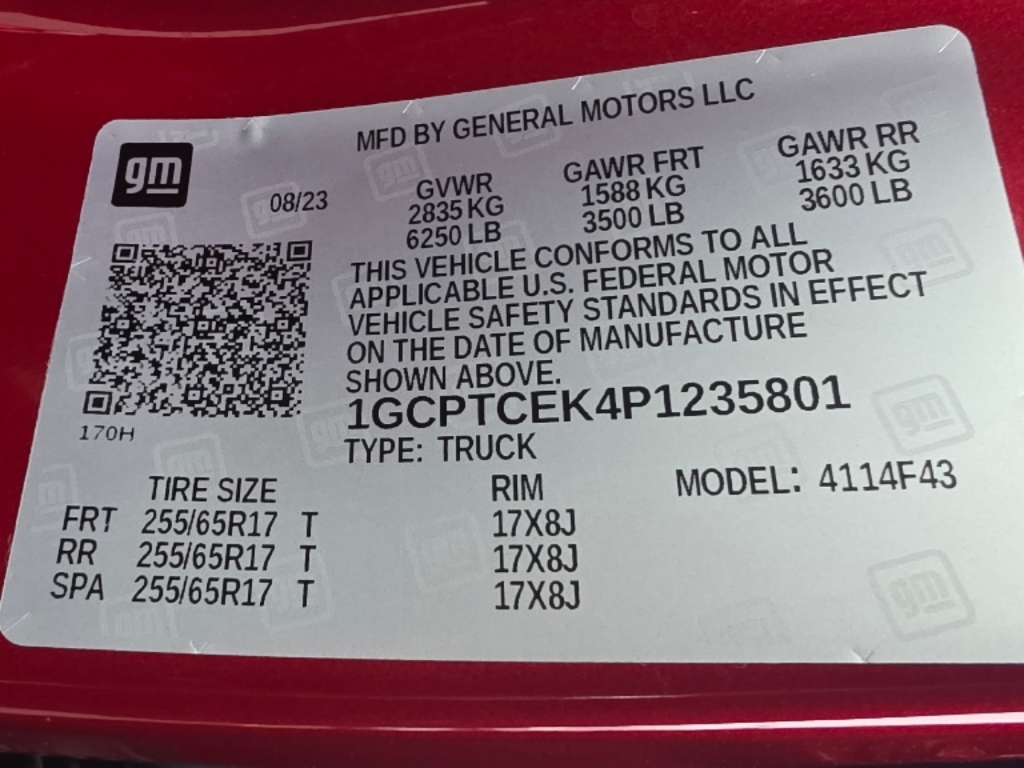 MFD BY GENERAL MOTORS LLC
gm
08/23
GVWR
2835 KG
6250 LB
GAWR FRT
1588 KG
3500 LB
GAWR RR
1633 KG
3600 LB
THIS VEHICLE CONFORMS TO ALL
APPLICABLE U.S. FEDERAL MOTOR
VEHICLE SAFETY STANDARDS IN EFFECT
ON THE DATE OF MANUFACTURE
SHOWN ABOVE.
1GCPTCEK4P1235801
170H
TYPE: TRUCK
MODEL: 4114F43
TIRE SIZE RIM
FRT 255/65R17 T 17X8J
RR 255/65R17 T 17X8J
SPA 255/65R17 T 17X8J